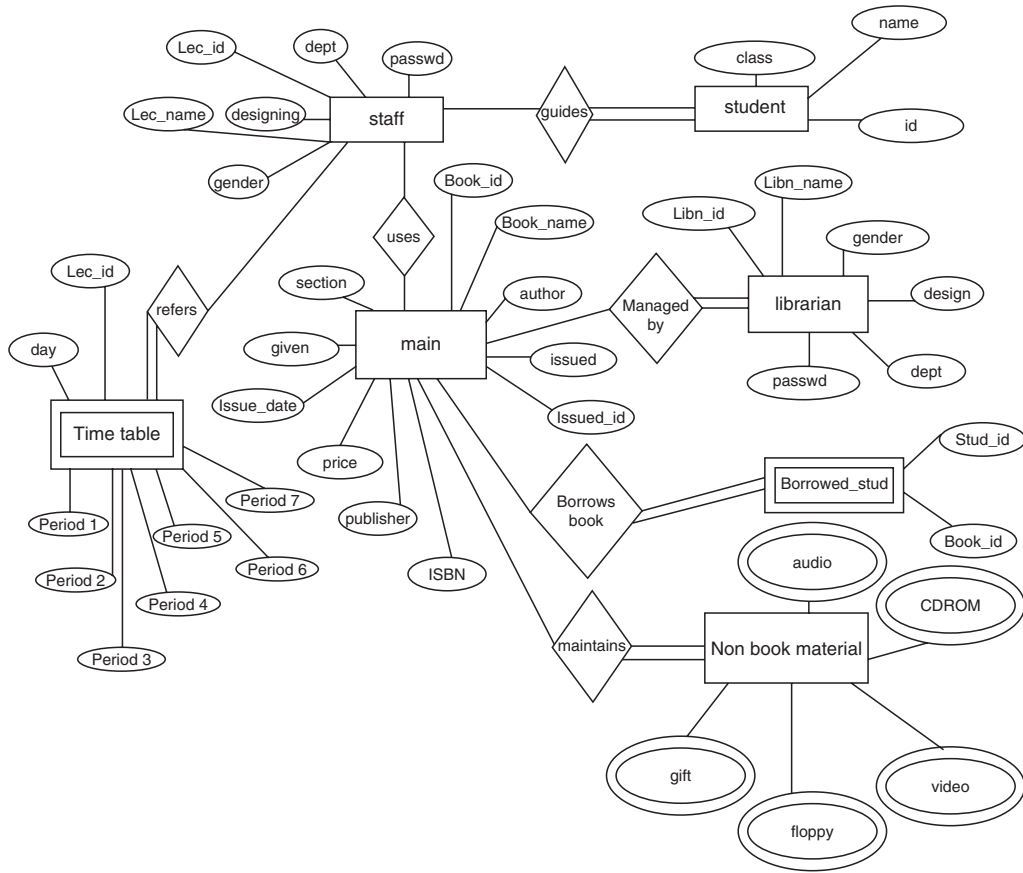 name
dept
Lec_id
passwd
class
Lec_name
designing
staff
guides
student
id
gender
Book_id
Libn_name
Libn_id
Book_name
uses
gender
Lec_id
section
author
refers
Managed
by
librarian
design
day
given
main
issued
passwd
dept
Issue_date
Issued_id
Time table
Stud_id
price
Borrows
book
Borrowed_stud
Period 7
Period 1
publisher
Period 5
Book_id
Period 6
audio
Period 2
ISBN
Period 4
CDROM
maintains
Non book material
Period 3
gift
video
floppy